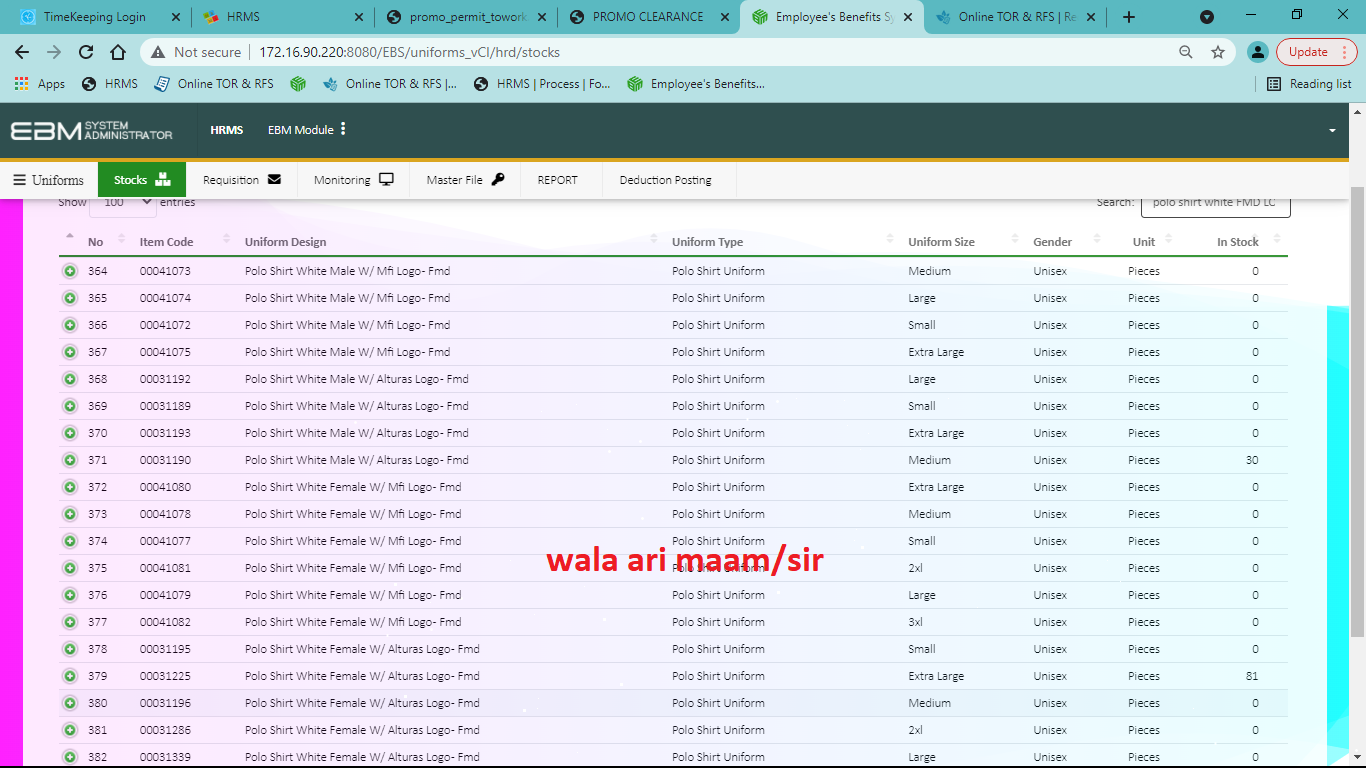 TimeKeeping Login HRMS promo_permit_towork PROMO CLEARANCE Employee's Benefits Sy Online TOR & RFS | Re
Not secure 172.16.90.220:8080/EBS/uniforms_vCI/hrd/stocks Update
Apps HRMS Online TOR & RFS Online TOR & RFS |... HRMS | Process | Fo... Employee's Benefits... Reading list
EBM SYSTEM ADMINISTRATOR HRMS EBM Module
Uniforms Stocks Requisition Monitoring Master File REPORT Deduction Posting
Show 100 entries Search: polo shirt white FMD LO
No Item Code Uniform Design Uniform Type Uniform Size Gender Unit In Stock
364 00041073 Polo Shirt White Male W/ Mfi Logo- Fmd Polo Shirt Uniform Medium Unisex Pieces 0
365 00041074 Polo Shirt White Male W/ Mfi Logo- Fmd Polo Shirt Uniform Large Unisex Pieces 0
366 00041072 Polo Shirt White Male W/ Mfi Logo- Fmd Polo Shirt Uniform Small Unisex Pieces 0
367 00041075 Polo Shirt White Male W/ Mfi Logo- Fmd Polo Shirt Uniform Extra Large Unisex Pieces 0
368 00031192 Polo Shirt White Male W/ Alturas Logo- Fmd Polo Shirt Uniform Large Unisex Pieces 0
369 00031189 Polo Shirt White Male W/ Alturas Logo- Fmd Polo Shirt Uniform Small Unisex Pieces 0
370 00031193 Polo Shirt White Male W/ Alturas Logo- Fmd Polo Shirt Uniform Extra Large Unisex Pieces 0
371 00031190 Polo Shirt White Male W/ Alturas Logo- Fmd Polo Shirt Uniform Medium Unisex Pieces 30
372 00041080 Polo Shirt White Female W/ Mfi Logo- Fmd Polo Shirt Uniform Extra Large Unisex Pieces 0
373 00041078 Polo Shirt White Female W/ Mfi Logo- Fmd Polo Shirt Uniform Medium Unisex Pieces 0
374 00041077 Polo Shirt White Female W/ Mfi Logo- Fmd Polo Shirt Uniform Small Unisex Pieces 0
wala ari maam/sir
375 00041081 Polo Shirt White Female W/ Mfi Logo- Fmd Polo Shirt Uniform 2xl Unisex Pieces 0
376 00041079 Polo Shirt White Female W/ Mfi Logo- Fmd Polo Shirt Uniform Large Unisex Pieces 0
377 00041082 Polo Shirt White Female W/ Mfi Logo- Fmd Polo Shirt Uniform 3xl Unisex Pieces 0
378 00031195 Polo Shirt White Female W/ Alturas Logo- Fmd Polo Shirt Uniform Small Unisex Pieces 0
379 00031225 Polo Shirt White Female W/ Alturas Logo- Fmd Polo Shirt Uniform Extra Large Unisex Pieces 81
380 00031196 Polo Shirt White Female W/ Alturas Logo- Fmd Polo Shirt Uniform Medium Unisex Pieces 0
381 00031286 Polo Shirt White Female W/ Alturas Logo- Fmd Polo Shirt Uniform 2xl Unisex Pieces 0
382 00031339 Polo Shirt White Female W/ Alturas Logo- Fmd Polo Shirt Uniform Large Unisex Pieces 0